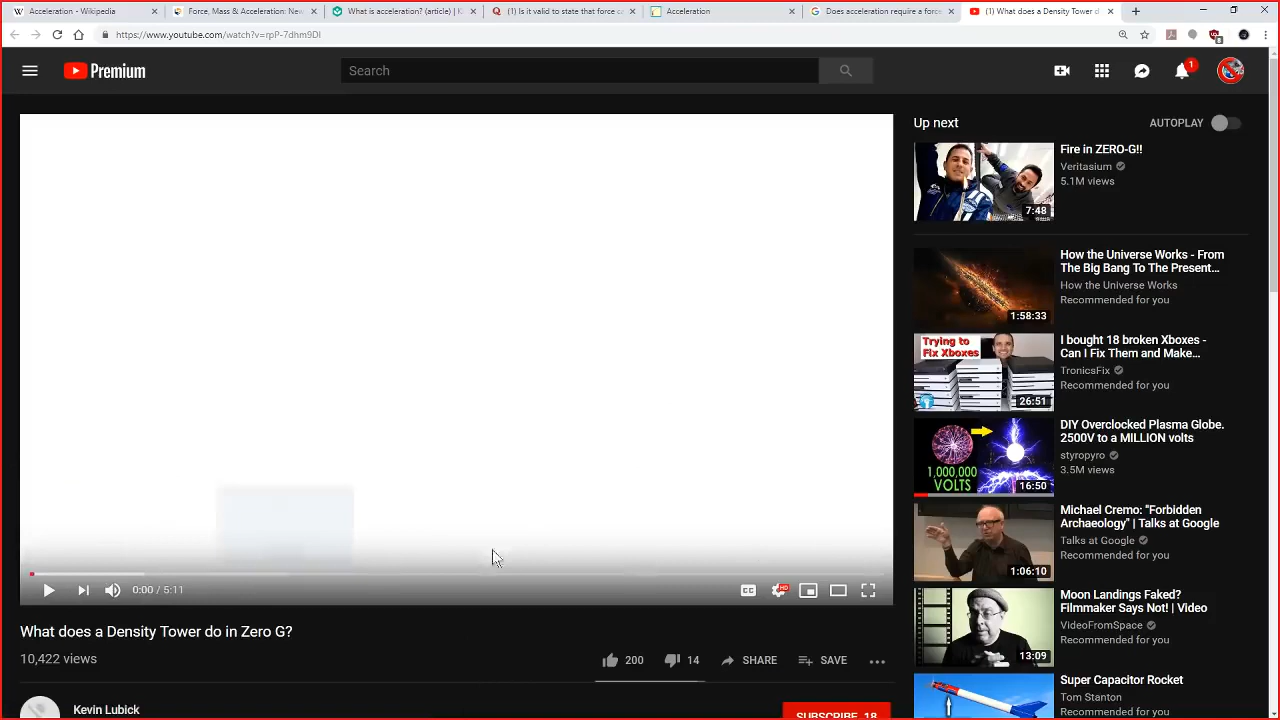 Acceleration - Wikipedia
Force, Mass & Acceleration: New
What is acceleration? (article) | K
(1) Is it valid to state that force c
Acceleration
Does acceleration require a force
(1) What does a Density Tower d
https://www.youtube.com/watch?v=rpP-7dhm9DI
Premium
Search
1
Up next
AUTOPLAY
Fire in ZERO-G!!
Veritasium
5.1M views
7:48
How the Universe Works - From
The Big Bang To The Present...
How the Universe Works
Recommended for you
1:58:33
Trying to
Fix Xboxes
I bought 18 broken Xboxes -
Can I Fix Them and Make...
TronicsFix
Recommended for you
26:51
1,000,000
VOLTS
DIY Overclocked Plasma Globe.
2500V to a MILLION volts
styropyro
3.5M views
16:50
Michael Cremo: "Forbidden
Archaeology" | Talks at Google
Talks at Google
Recommended for you
1:06:10
Moon Landings Faked?
Filmmaker Says Not! | Video
VideoFromSpace
Recommended for you
13:09
Super Capacitor Rocket
Tom Stanton
Recommended for you
0:00 / 5:11
CC
HD
What does a Density Tower do in Zero G?
10,422 views
200
14
SHARE
SAVE
Kevin Lubick
SUBSCRIBE 18